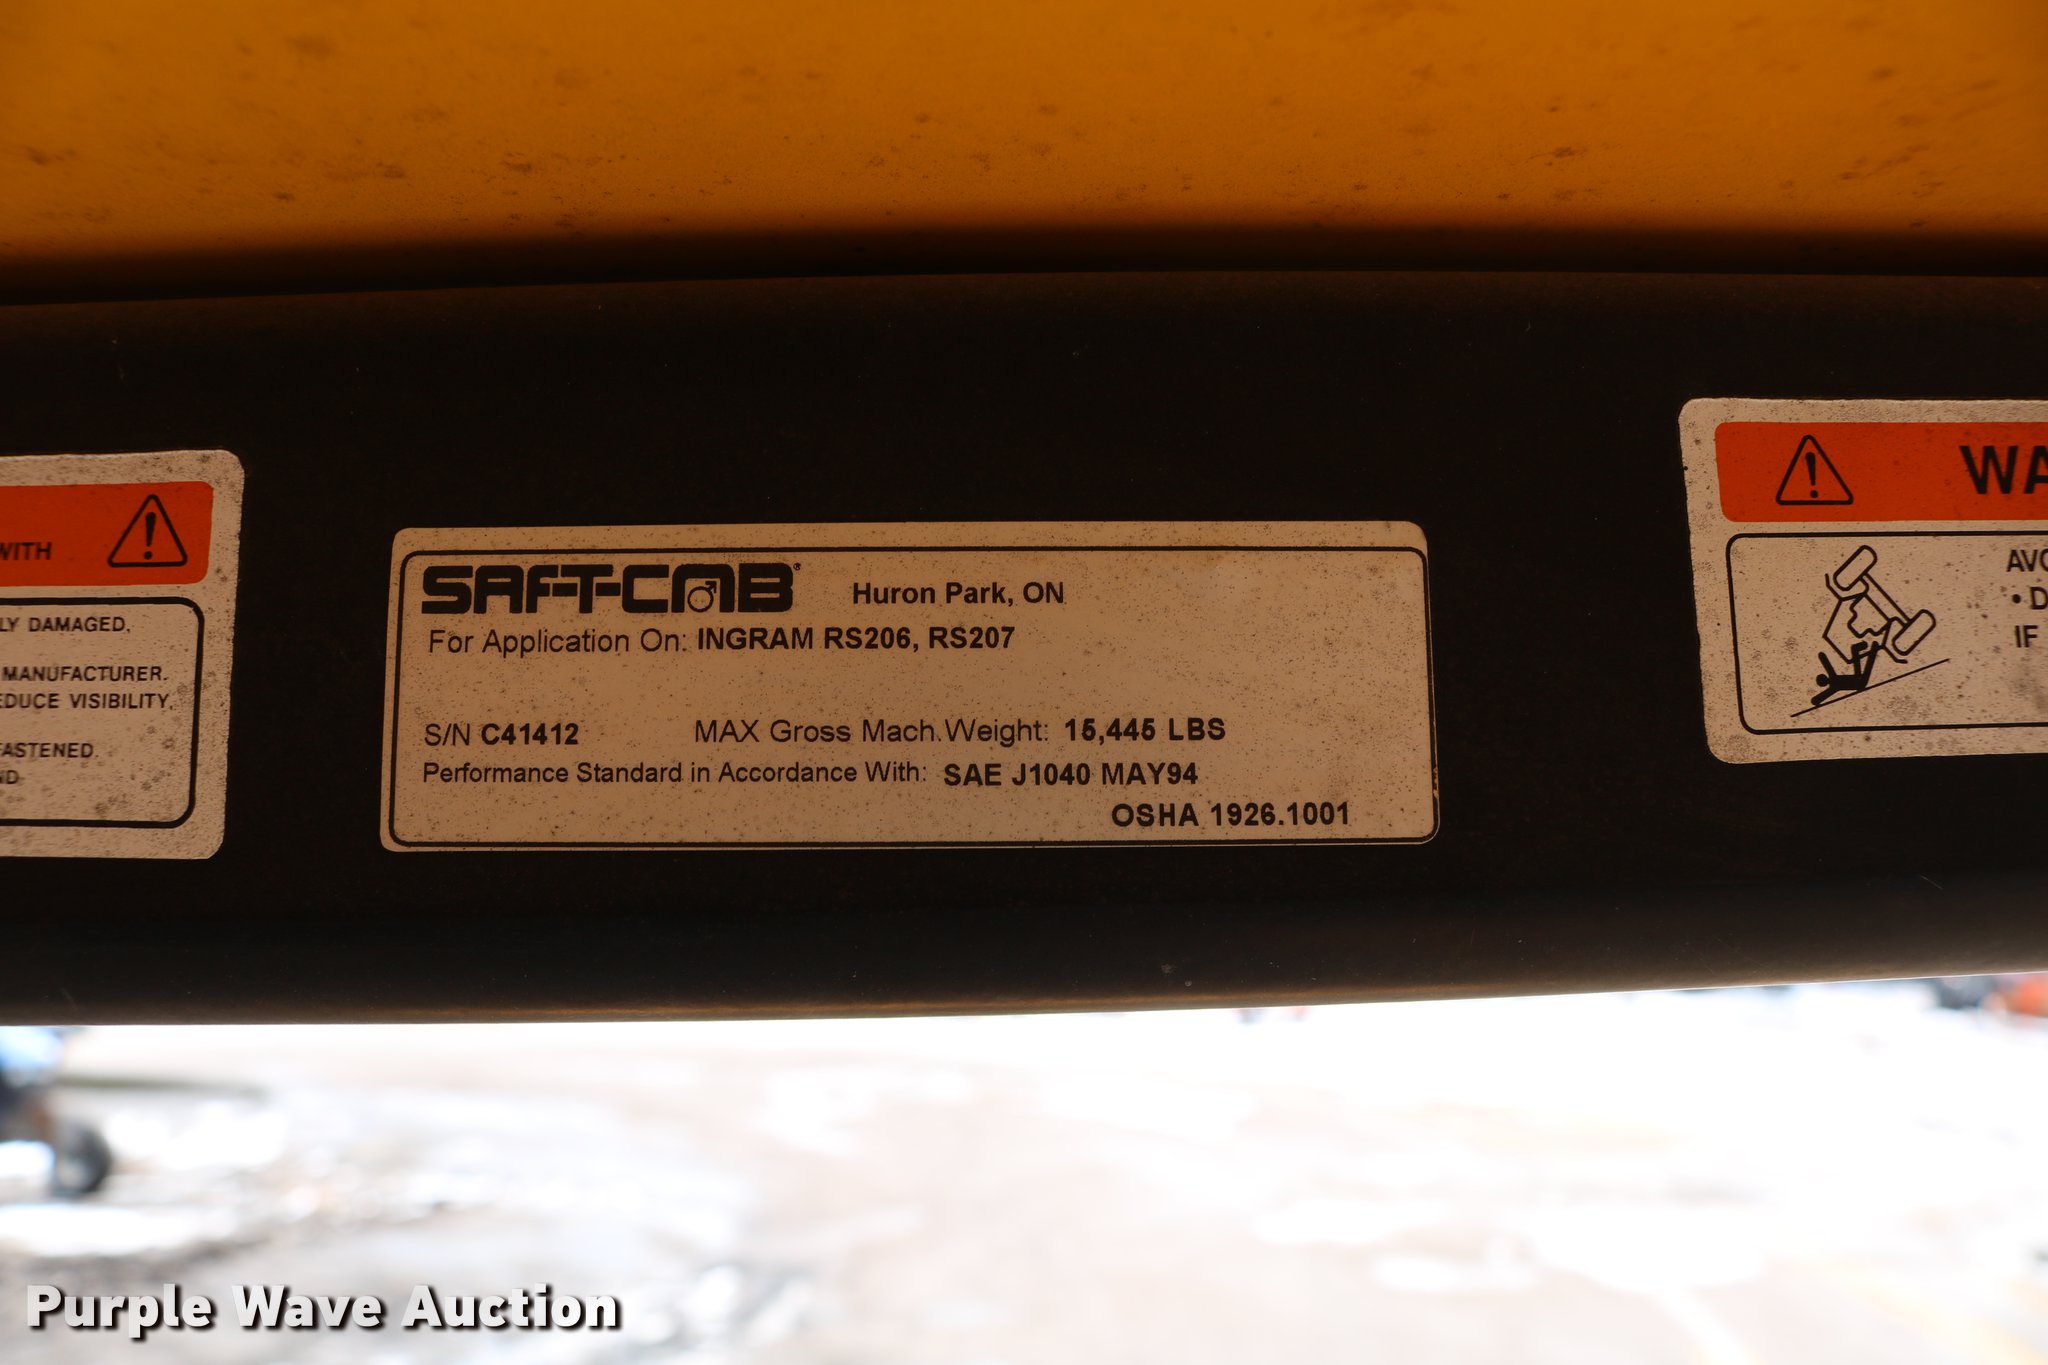 WITH
LY DAMAGED,
MANUFACTURER.
EDUCE VISIBILITY,
FASTENED.
ND
SAF-T-CAB® Huron Park, ON
For Application On: INGRAM RS206, RS207
S/N C41412 MAX Gross Mach.Weight: 15,445 LBS
Performance Standard in Accordance With: SAE J1040 MAY94
OSHA 1926.1001
WA
AVO
• D
IF
Purple Wave Auction